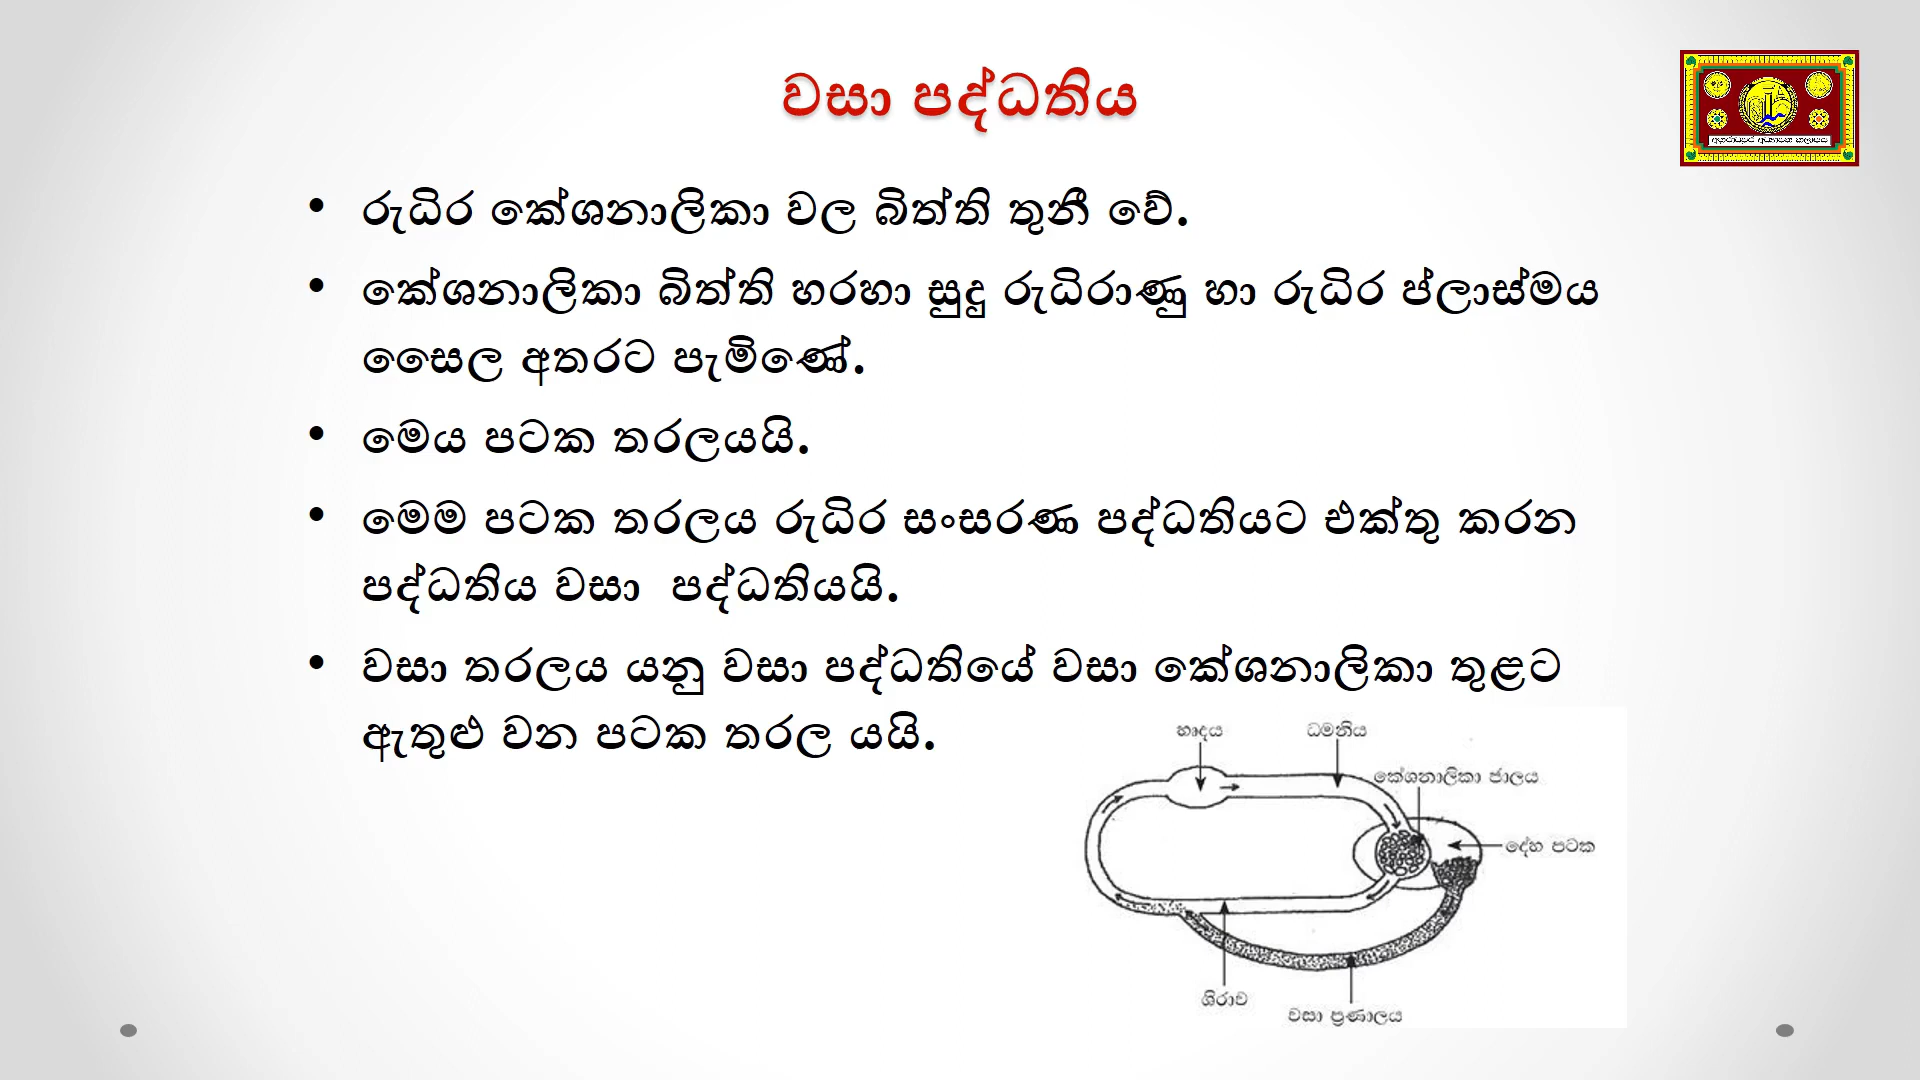 වසා පද්ධතිය
• රුධිර කේශනාලිකා වල බිත්ති තුනී වේ.
• කේශනාලිකා බිත්ති හරහා සුදු රුධිරාණු හා රුධිර ප්ලාස්මය
සෛල අතරට පැමිණේ.
• මෙය පටක තරලයයි.
• මෙම පටක තරලය රුධිර සංසරණ පද්ධතියට එක්තු කරන
පද්ධතිය වසා  පද්ධතියයි.
• වසා තරලය යනු වසා පද්ධතියේ වසා කේශනාලිකා තුළට
ඇතුළු වන පටක තරල යයි.
හෘදය
ධමනිය
කේශනාලිකා ජාලය
දේහ පටක
ශිරාව
වසා ප්‍රණාලය